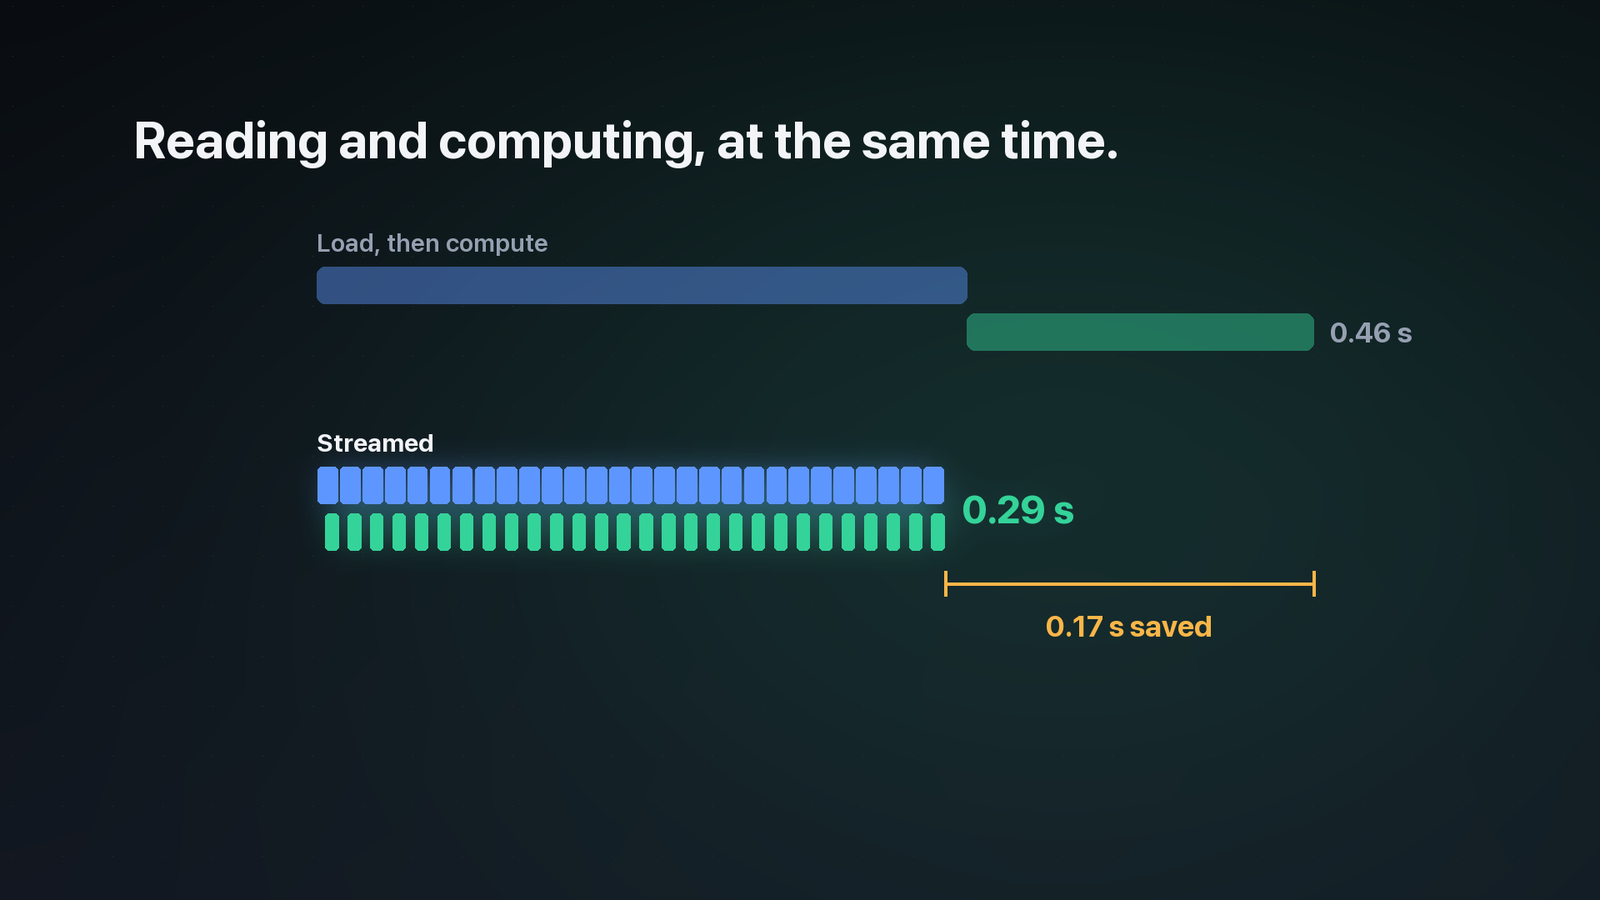 Reading and computing, at the same time.
Load, then compute
0.46 s
Streamed
0.29 s
0.17 s saved